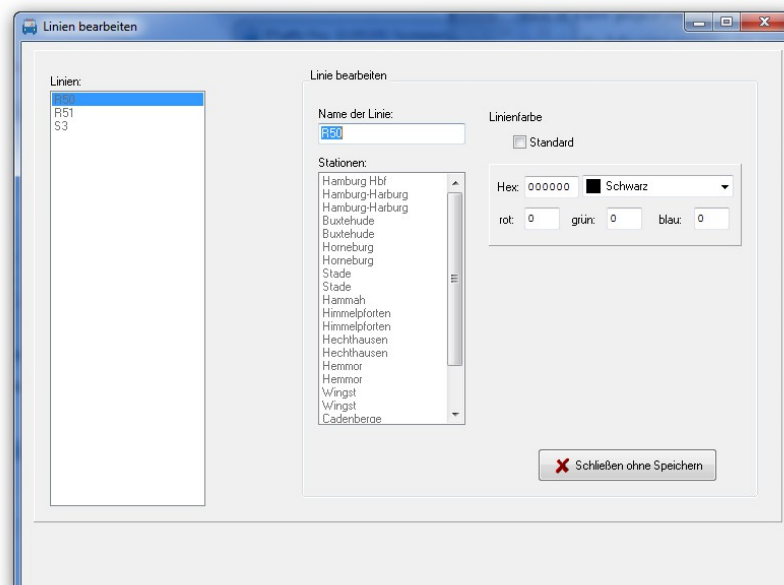 Linien bearbeiten
Linien:
R50
R51
S3
Linie bearbeiten
Name der Linie:
R50
Stationen:
Hamburg Hbf
Hamburg-Harburg
Hamburg-Harburg
Buxtehude
Buxtehude
Horneburg
Horneburg
Stade
Stade
Hammah
Himmelpforten
Himmelpforten
Hechthausen
Hechthausen
Hemmor
Hemmor
Wingst
Wingst
Cadenberge
Linienfarbe
Standard
Hex: 000000 Schwarz
rot: 0 grün: 0 blau: 0
Schließen ohne Speichern